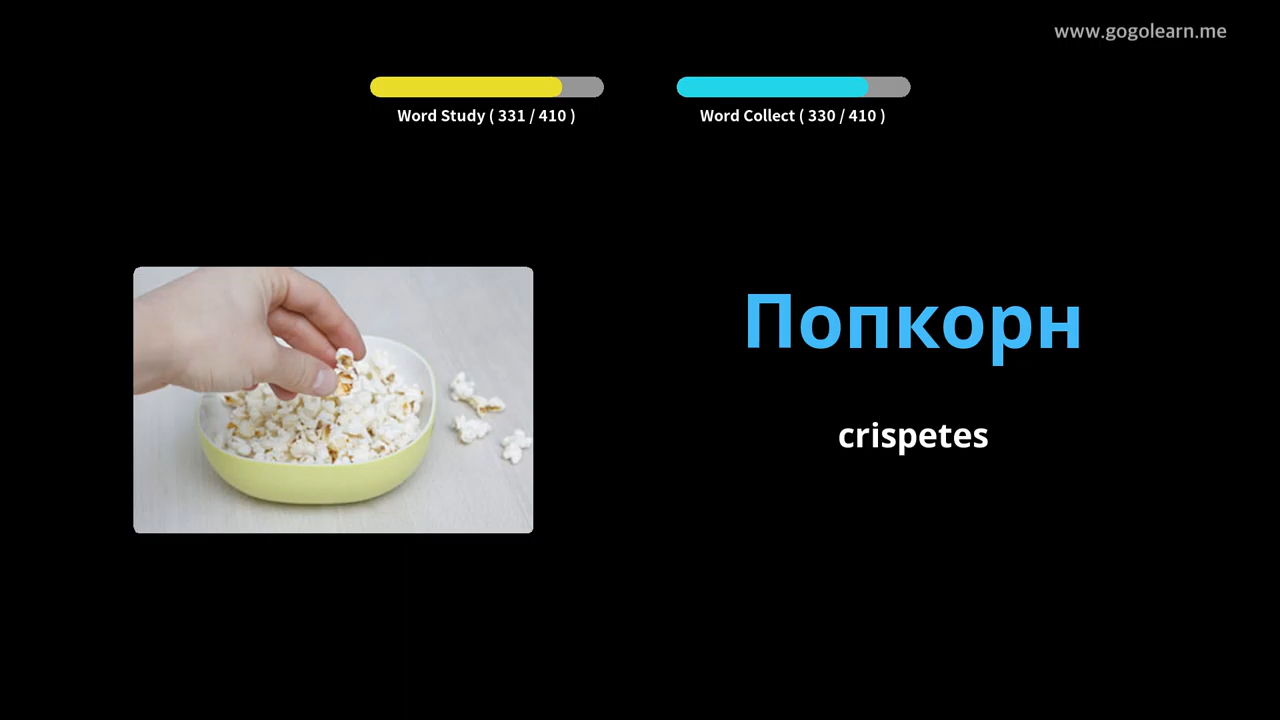 www.gogolearn.me
Word Study ( 331 / 410 )
Word Collect ( 330 / 410 )
Попкорн
crispetes